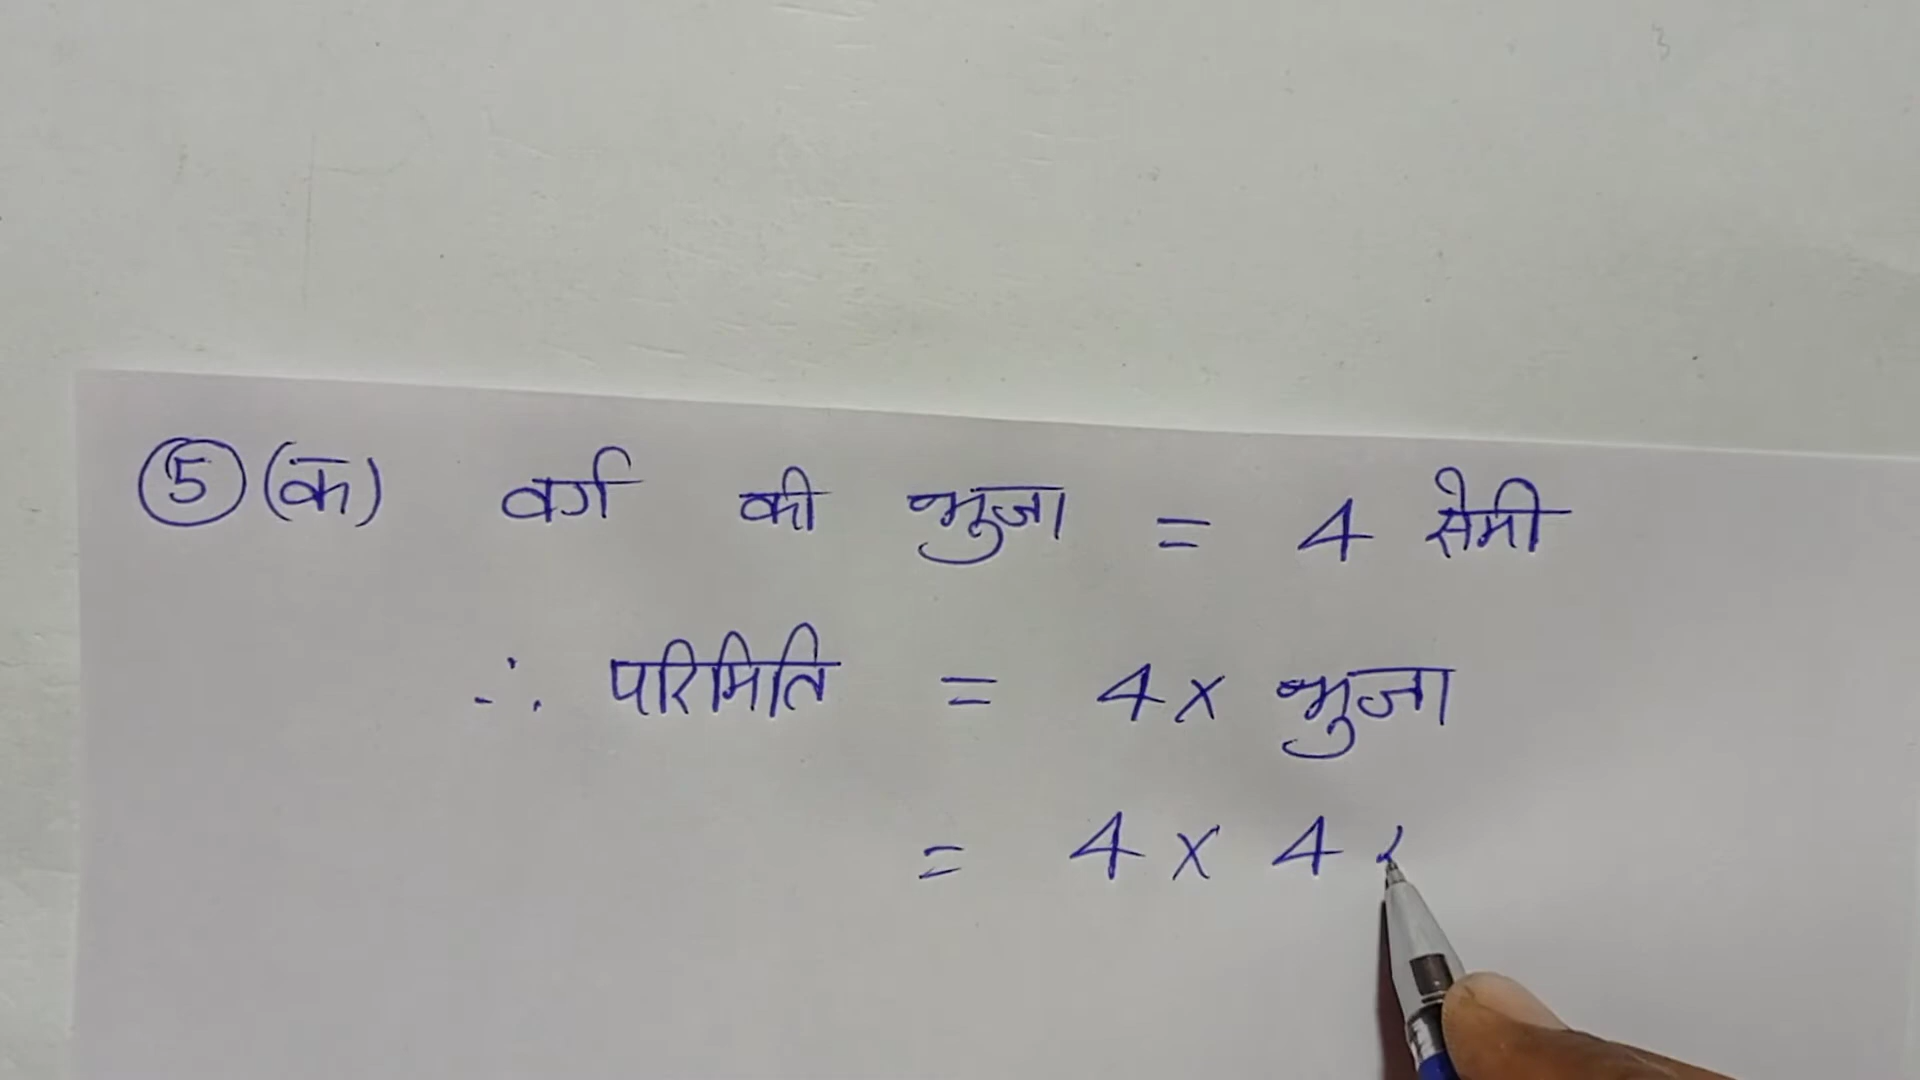 5 (क) वर्ग की भुजा = 4 सेमी
∴ परिमिति = 4 × भुजा
= 4 × 4